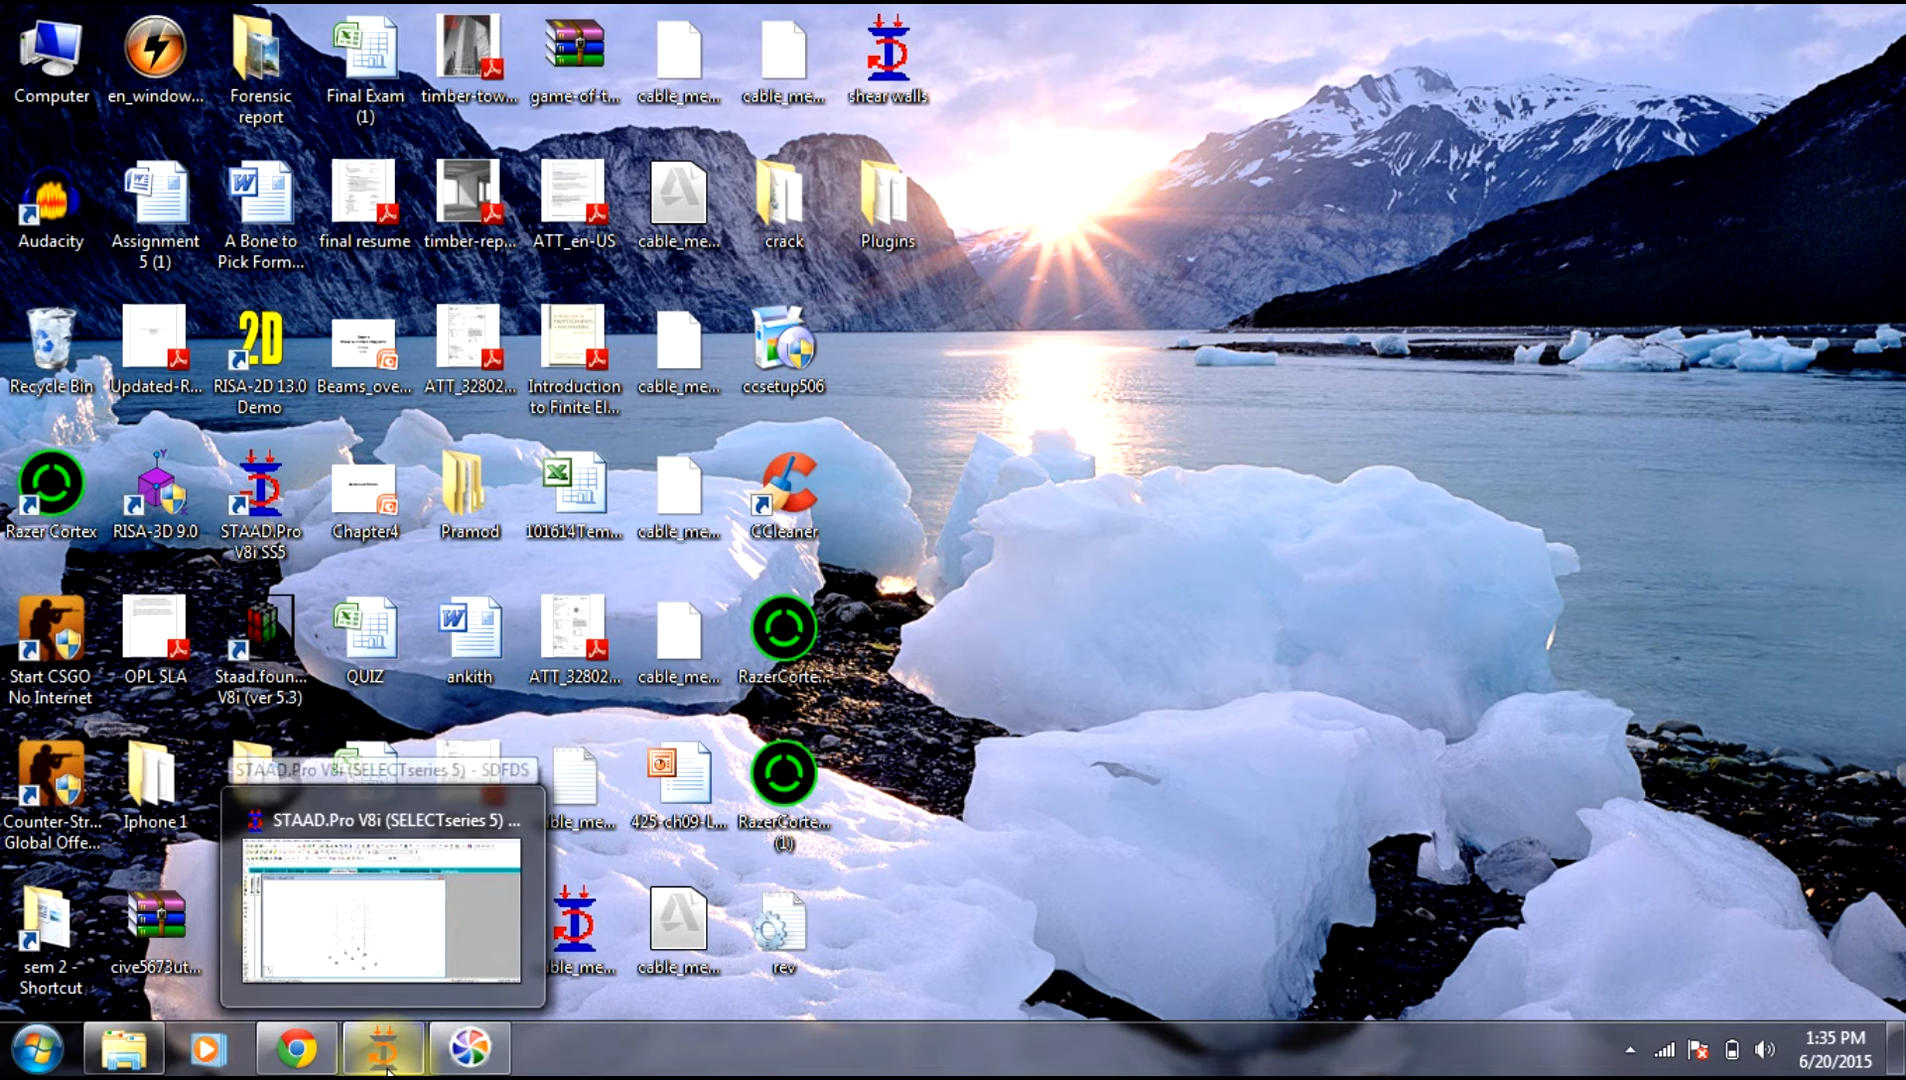 Computer
en_window...
Forensic
report
Final Exam
(1)
timber-tow...
game-of-t...
cable_me...
cable_me...
shear walls
Audacity
Assignment
5 (1)
A Bone to
Pick Form...
final resume
timber-rep...
ATT_en-US
cable_me...
crack
Plugins
Recycle Bin
Updated-R...
2D
RISA-2D 13.0
Demo
Beams_ove...
ATT_32802...
Introduction
to Finite El...
cable_me...
ccsetup506
Razer Cortex
RISA-3D 9.0
STAAD.Pro
V8i SS5
Chapter4
Pramod
101614Tem...
cable_me...
CCleaner
Start CSGO
No Internet
OPL SLA
Staad.foun...
V8i (ver 5.3)
QUIZ
ankith
ATT_32802...
cable_me...
RazerCorte...
STAAD.Pro V8i (SELECTseries 5) - SDFDS
Counter-Str...
Global Offe...
Iphone 1
STAAD.Pro V8i (SELECTseries 5) ...
ble_me...
425-ch09-L...
RazerCorte...
(1)
sem 2 -
Shortcut
cive5673ut...
ble_me...
cable_me...
rev
1:35 PM
6/20/2015